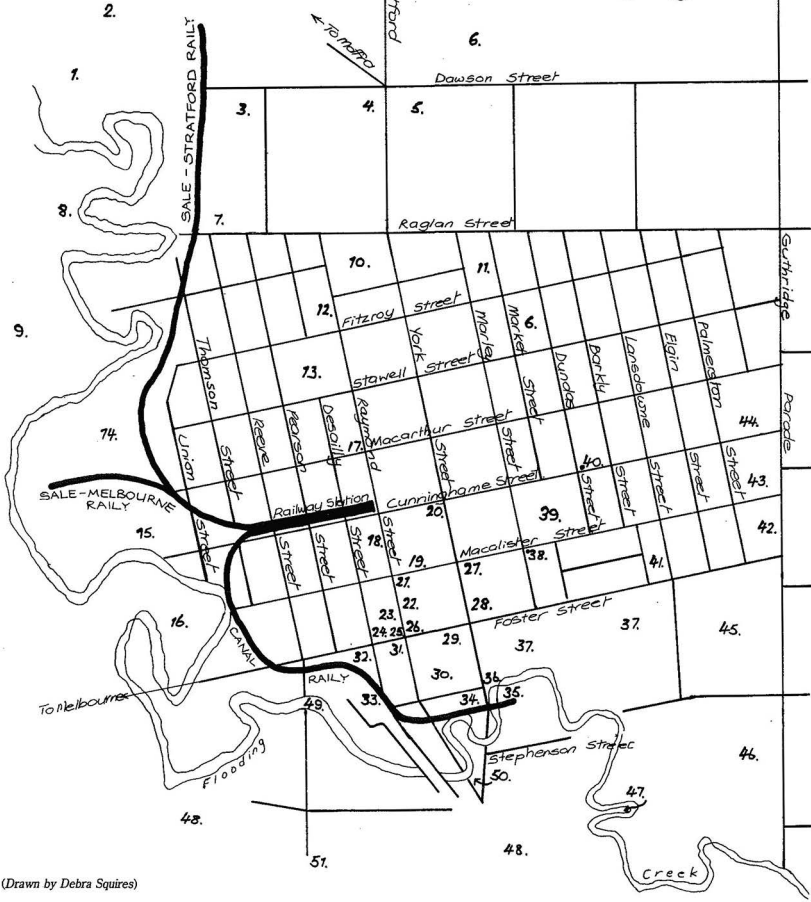 2.
6.
To Maffra
1.
Dawson Street
3.
4.
5.
SALE - STRATFORD RAILY
8.
7.
Raglan Street
Guthridge
Parade
10.
11.
12.
Fitzroy Street
6.
9.
13.
Stawell Street
Thomson
Street
Reeve
Street
Pearson
Street
Desailly
Street
Raymond
Street
York
Street
Marley
Street
Market
Street
Dundas
Street
Barkly
Street
Lansdowne
Street
Elgin
Street
Palmerston
Street
Union
Street
17.
Macarthur Street
44.
14.
40.
43.
SALE-MELBOURNE
RAILY
Railway Station
Cunninghame Street
20.
39.
42.
15.
18.
19.
Macalister Street
38.
41.
21.
27.
22.
28.
23.
Foster Street
16.
24.
25.
26.
29.
37.
37.
45.
CANAL
RAILY
31.
32.
30.
36.
35.
To Melbourne
49.
33.
34.
Flooding
Creek
Stephenson Street
50.
46.
47.
48.
48.
51.
(Drawn by Debra Squires)